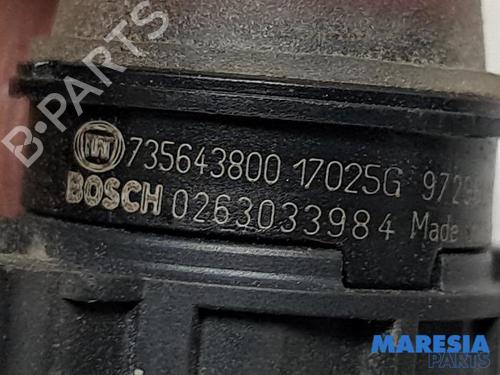 735643800 17025G 9729
BOSCH 0263033984 Made
B-PARTS
MARESIA
PARTS